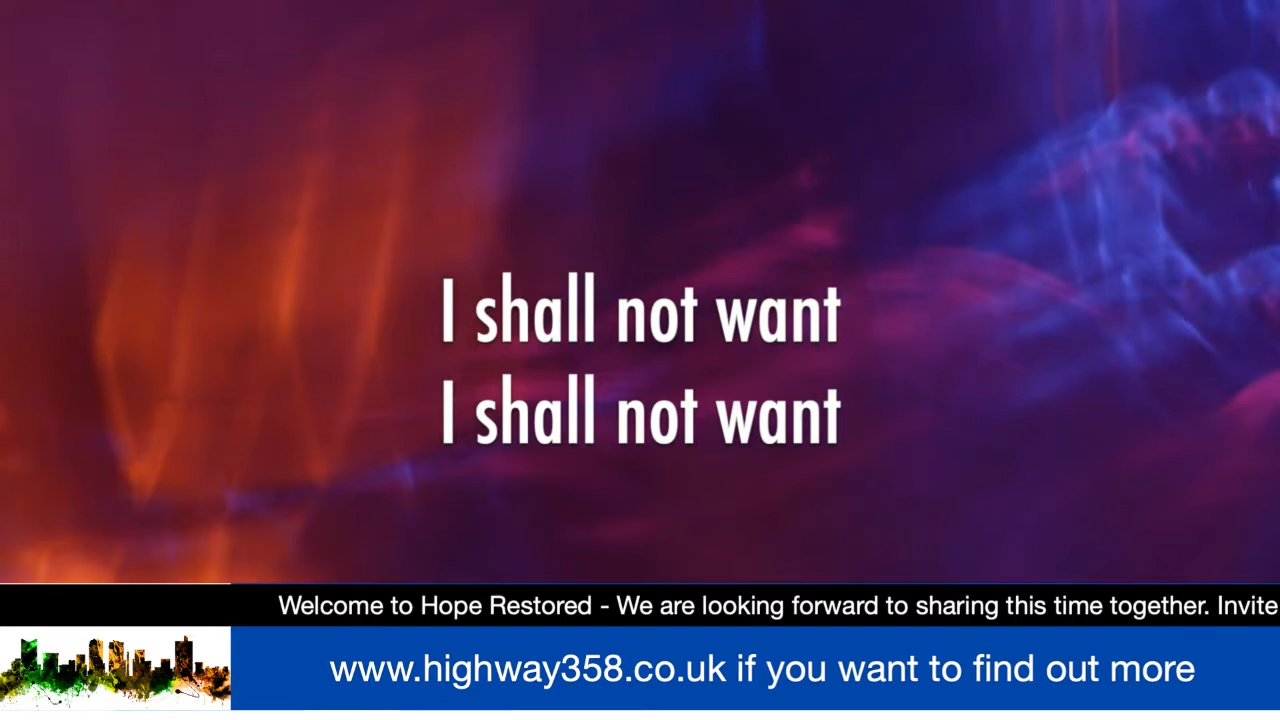 I shall not want
I shall not want
Welcome to Hope Restored - We are looking forward to sharing this time together. Invite
www.highway358.co.uk if you want to find out more